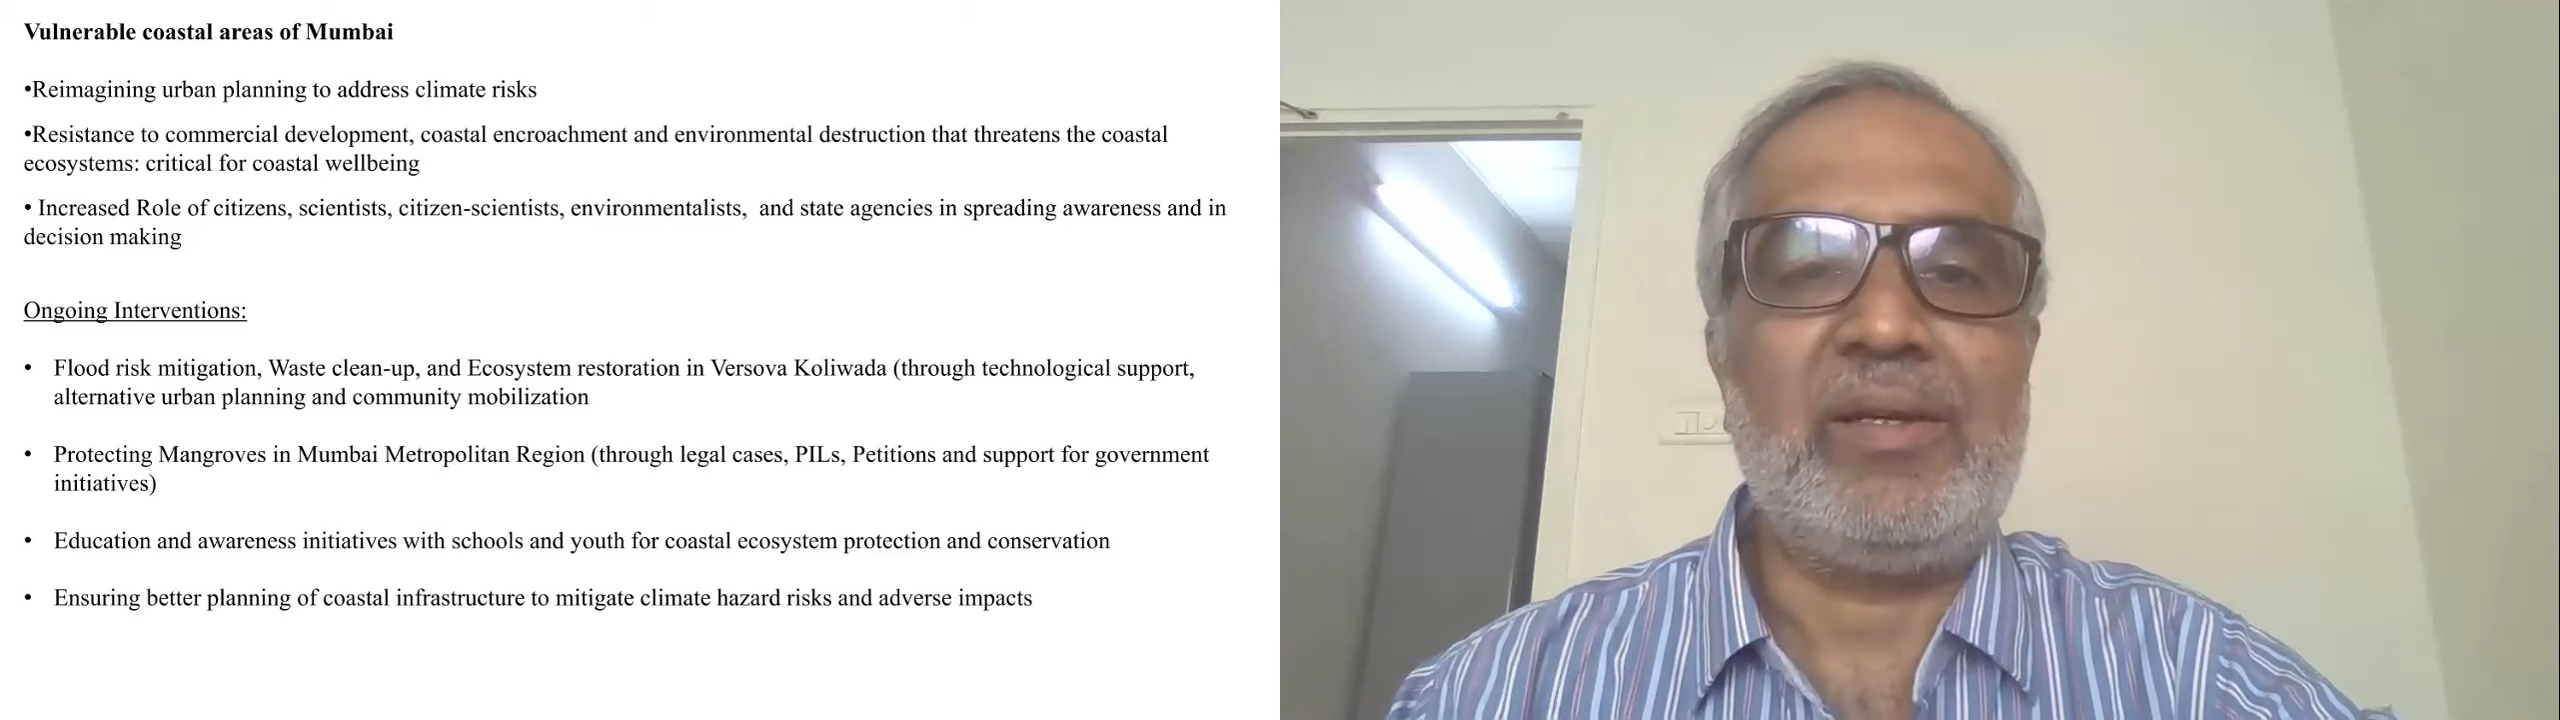 Vulnerable coastal areas of Mumbai
•Reimagining urban planning to address climate risks
•Resistance to commercial development, coastal encroachment and environmental destruction that threatens the coastal
ecosystems: critical for coastal wellbeing
• Increased Role of citizens, scientists, citizen-scientists, environmentalists,  and state agencies in spreading awareness and in
decision making
Ongoing Interventions:
• Flood risk mitigation, Waste clean-up, and Ecosystem restoration in Versova Koliwada (through technological support,
alternative urban planning and community mobilization
• Protecting Mangroves in Mumbai Metropolitan Region (through legal cases, PILs, Petitions and support for government
initiatives)
• Education and awareness initiatives with schools and youth for coastal ecosystem protection and conservation
• Ensuring better planning of coastal infrastructure to mitigate climate hazard risks and adverse impacts